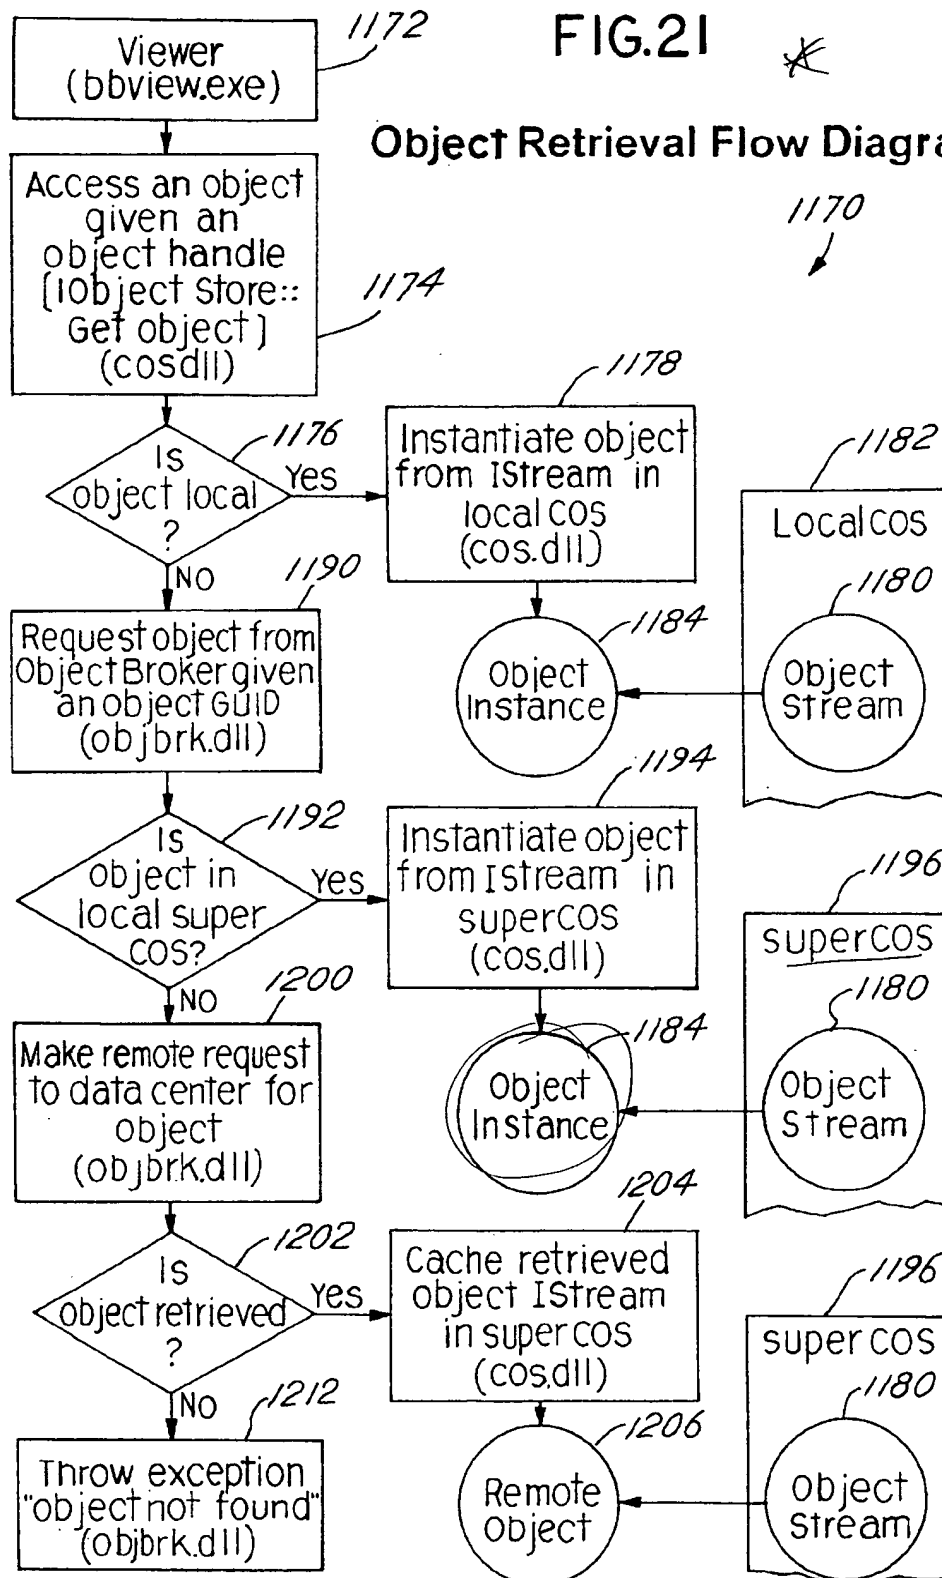 1172
FIG.21
Viewer
(bbview.exe)
Object Retrieval Flow Diagra
1170
Access an object
given an
object handle
[IObject Store::
Get object]
(cosdll)
1174
1176
Is
object local
?
Yes
NO
1178
Instantiate object
from IStream in
local COS
(cos.dll)
1182
Local COS
1180
Object
Stream
1184
Object
Instance
1190
Request object from
Object Broker given
an object GUID
(objbrk.dll)
1192
Is
object in
local super
COS?
Yes
NO
1194
Instantiate object
from Istream in
superCOS
(cos.dll)
1196
superCOS
1180
Object
Stream
1184
Object
Instance
1200
Make remote request
to data center for
object
(objbrk.dll)
1202
Is
object retrieved
?
Yes
NO
1204
Cache retrieved
object IStream
in super COS
(cos.dll)
1196
super COS
1180
Object
Stream
1206
Remote
Object
1212
Throw exception
"object not found"
(objbrk.dll)